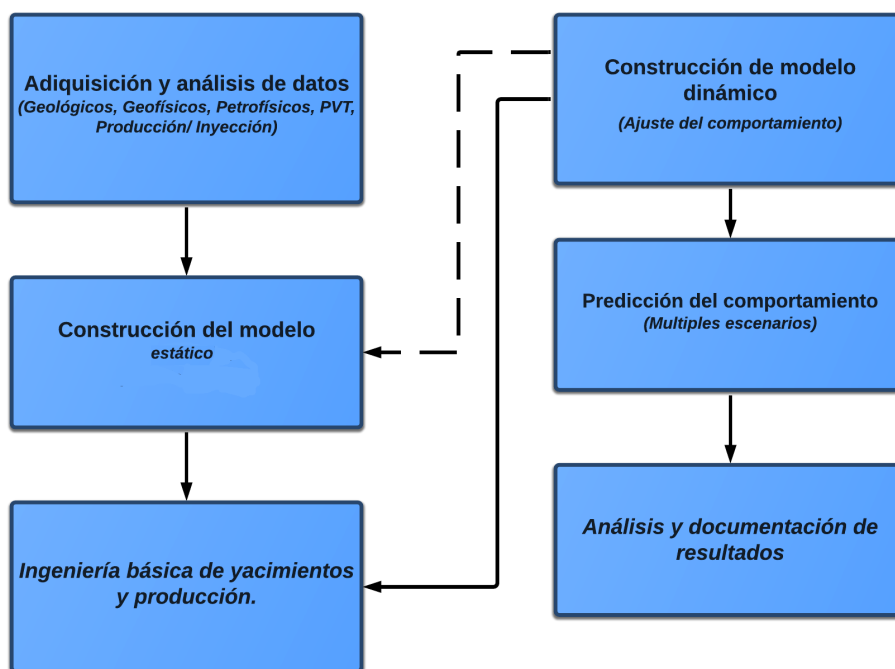 Adiquisición y análisis de datos
(Geológicos, Geofísicos, Petrofísicos, PVT,
Producción/ Inyección)
Construcción del modelo
estático
Ingeniería básica de yacimientos
y producción.
Construcción de modelo
dinámico
(Ajuste del comportamiento)
Predicción del comportamiento
(Multiples escenarios)
Análisis y documentación de
resultados